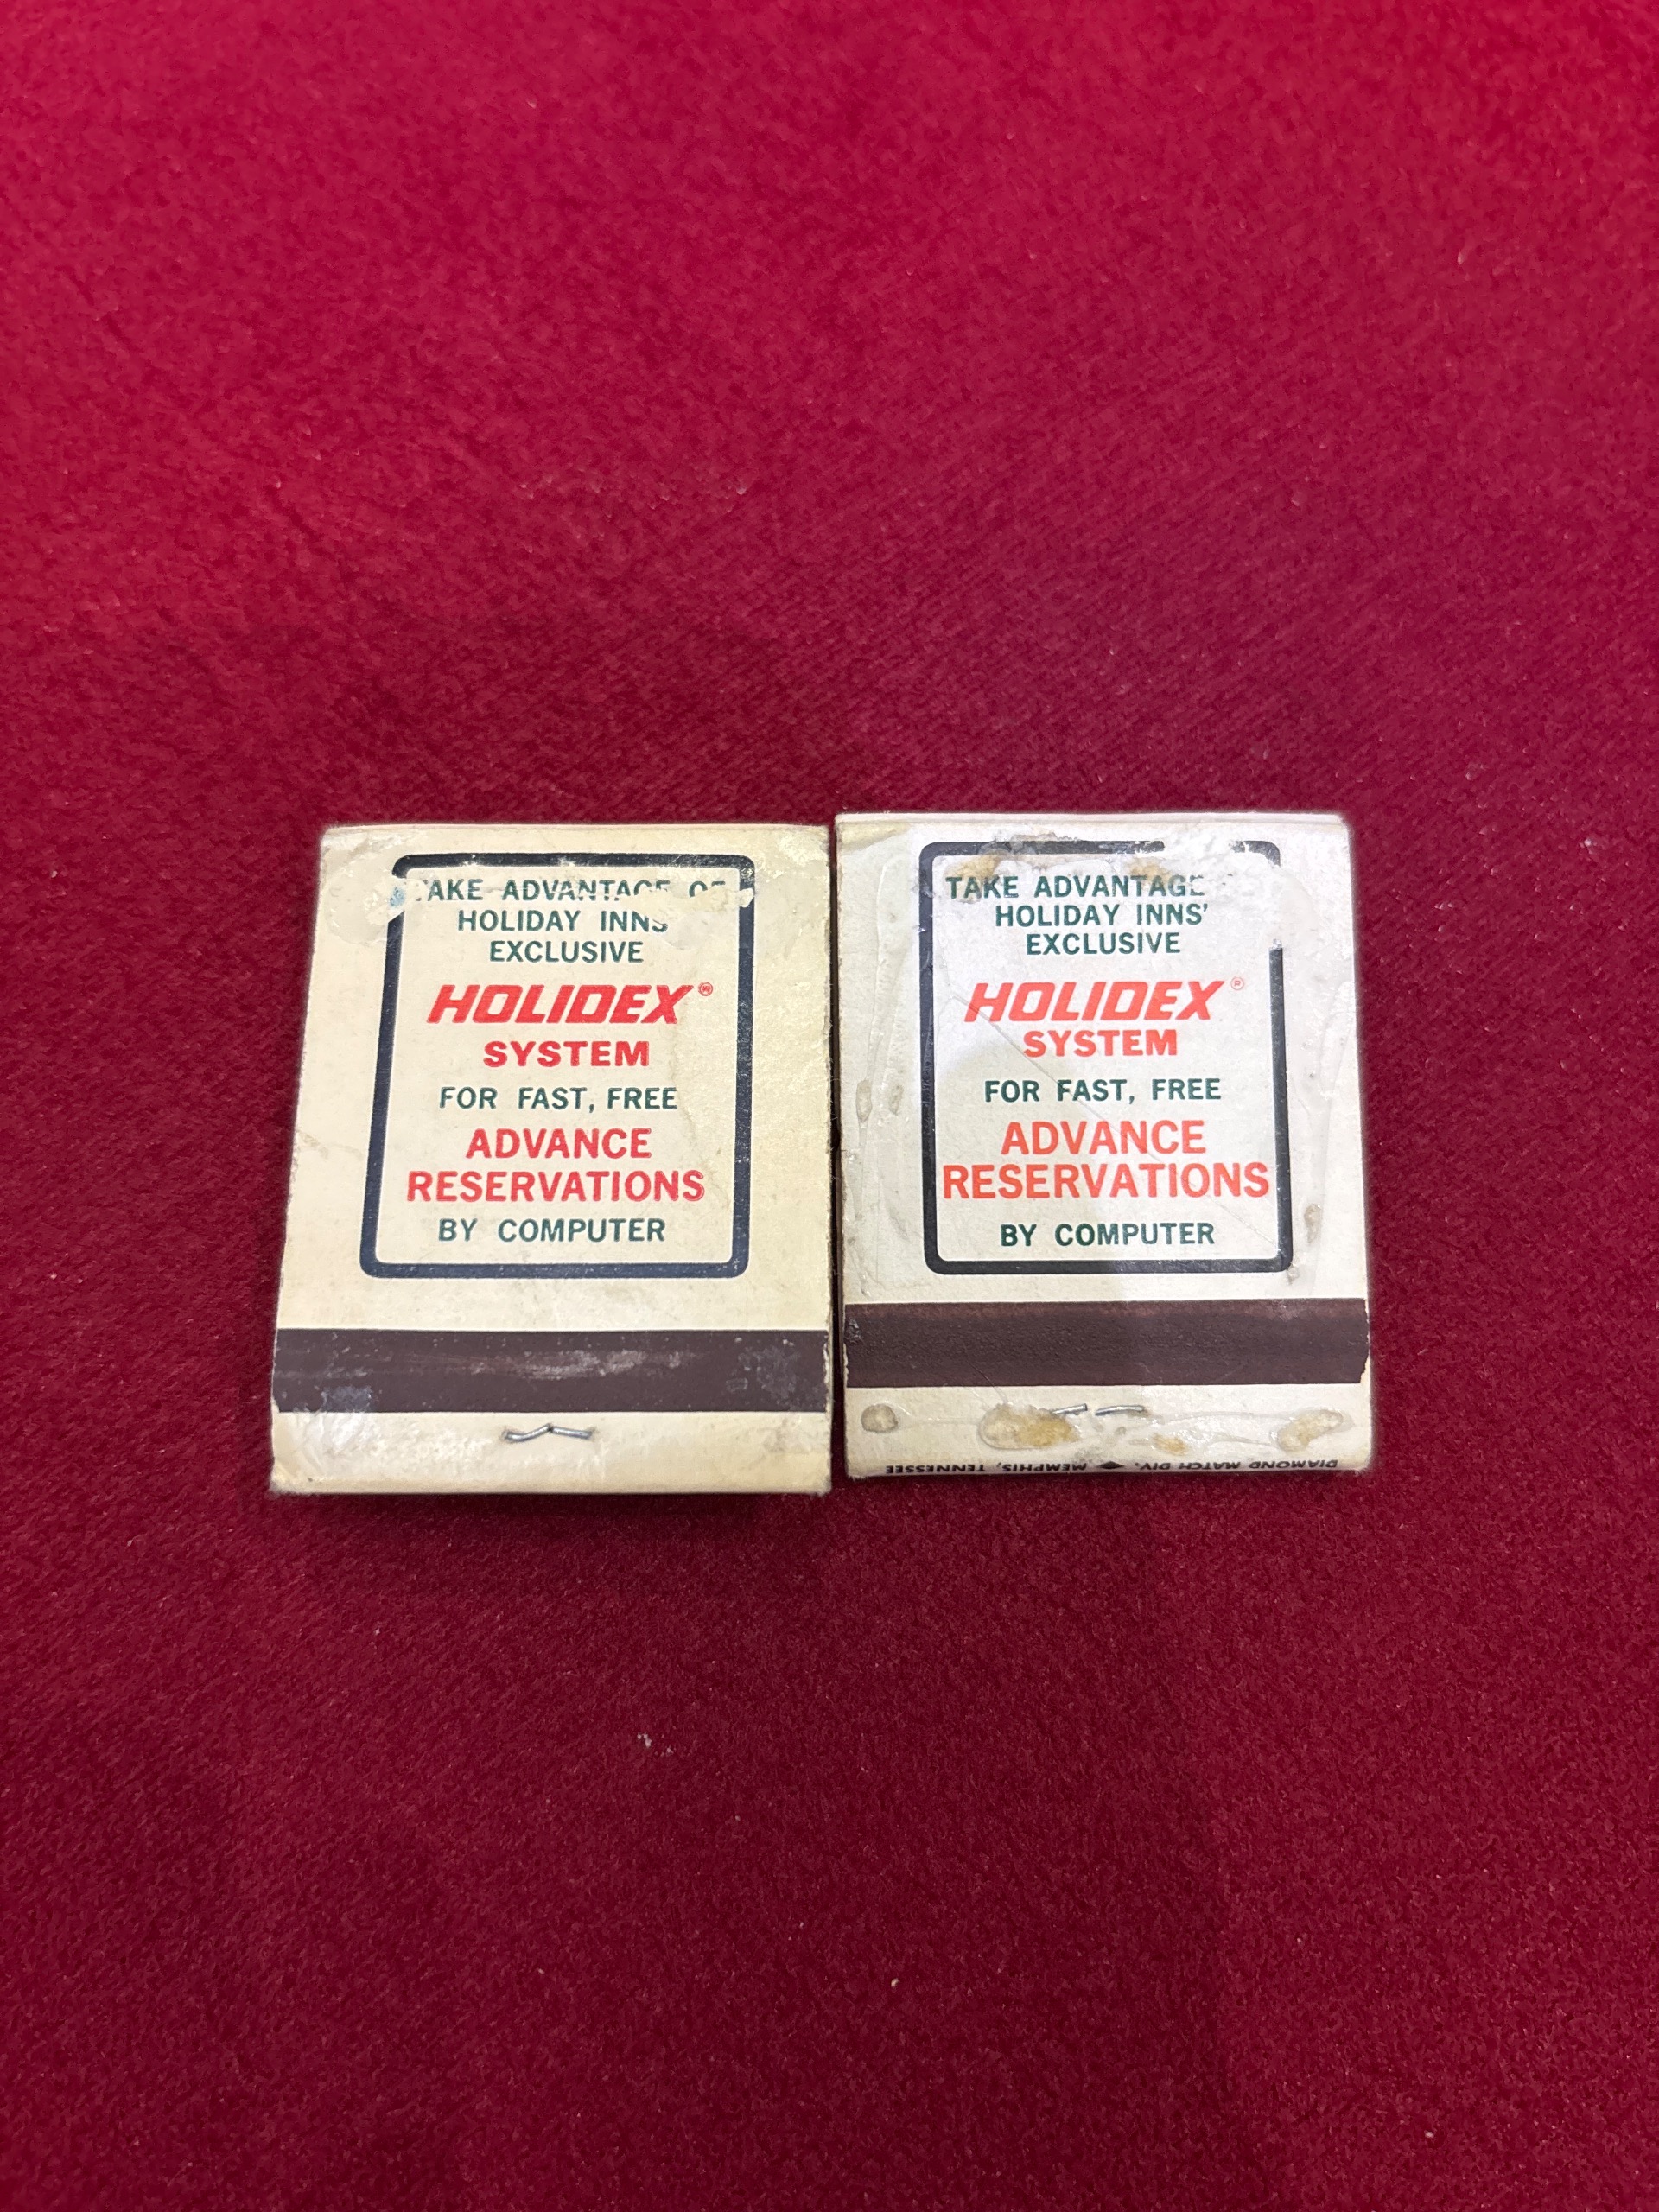 TAKE ADVANTAGE OF
HOLIDAY INNS
EXCLUSIVE
HOLIDEX®
SYSTEM
FOR FAST, FREE
ADVANCE
RESERVATIONS
BY COMPUTER
TAKE ADVANTAGE
HOLIDAY INNS'
EXCLUSIVE
HOLIDEX®
SYSTEM
FOR FAST, FREE
ADVANCE
RESERVATIONS
BY COMPUTER
DIAMOND MATCH DIV. ◆ MEMPHIS, TENNESSEE